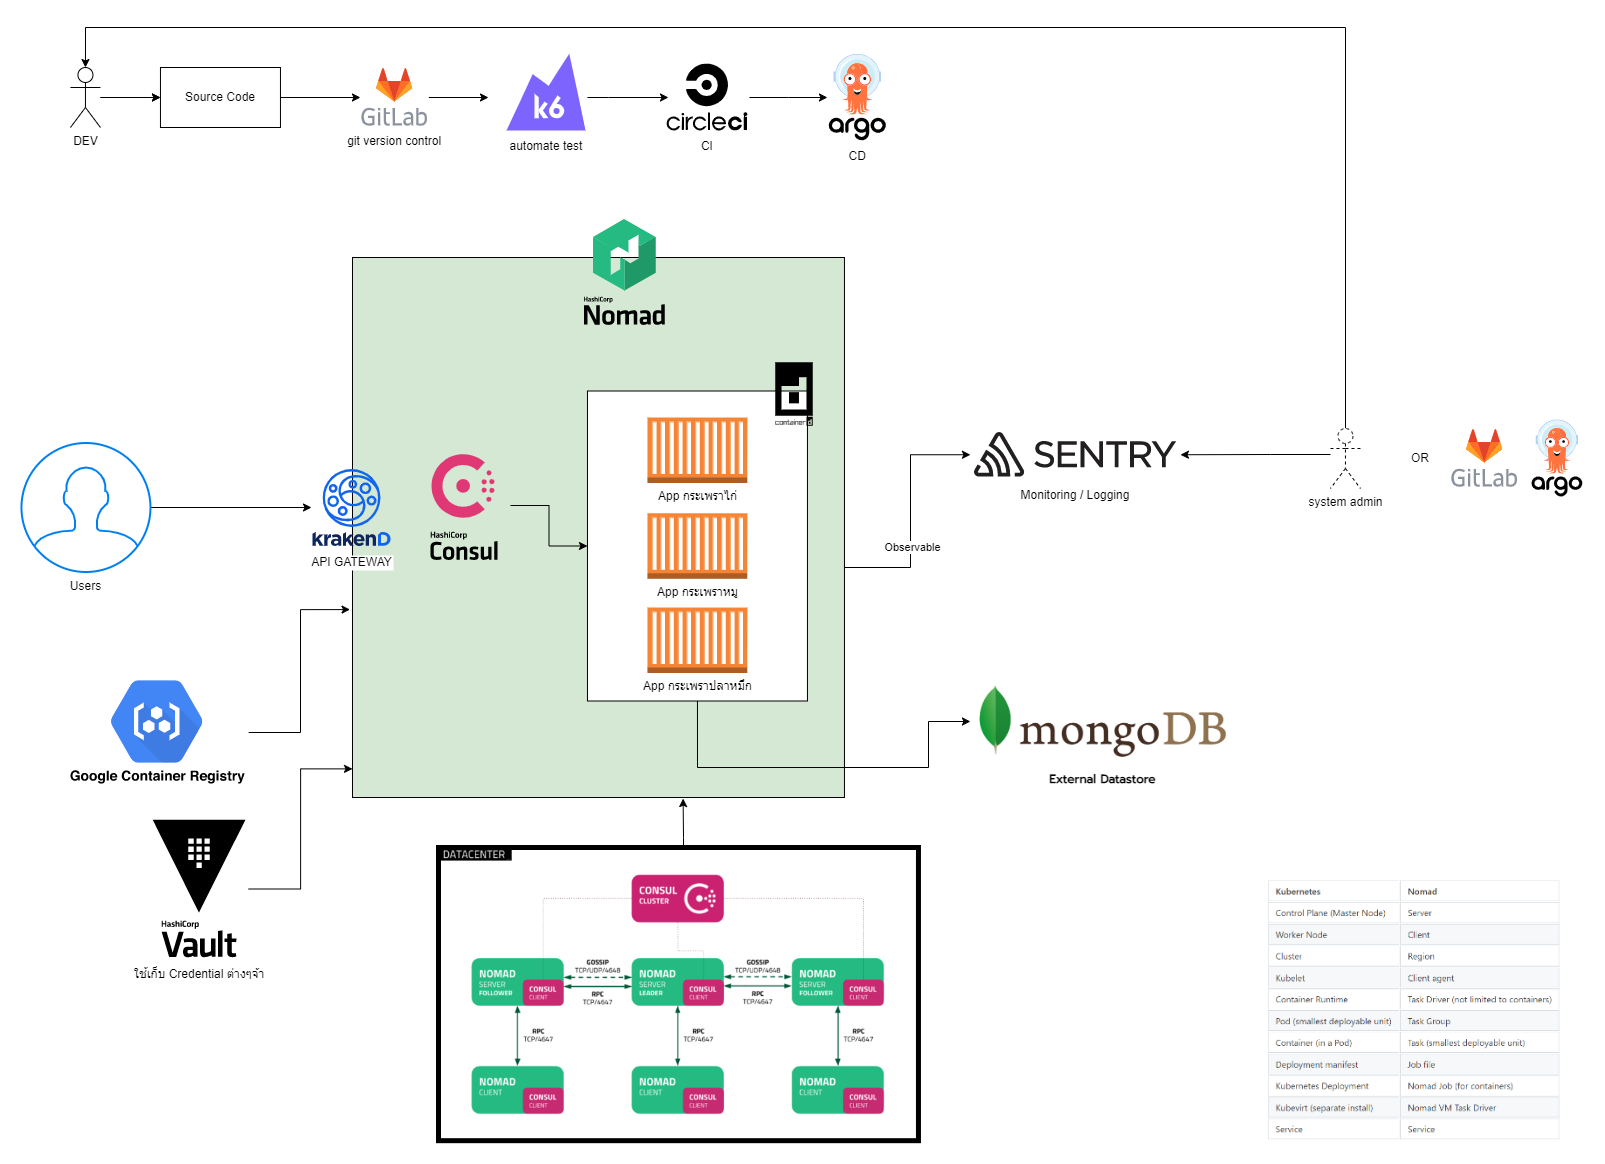 DEV
Source Code
GitLab
git version control
k6
automate test
circleci
CI
argo
CD
HashiCorp
Nomad
containerd
App กระเพราไก่
App กระเพราหมู
App กระเพราปลาหมึก
HashiCorp
Consul
krakenD
API GATEWAY
Users
Observable
SENTRY
Monitoring / Logging
system admin
OR
GitLab
argo
Google Container Registry
HashiCorp
Vault
ใช้เก็บ Credential ต่างๆจ้า
mongoDB
External Datastore
DATACENTER
CONSUL
CLUSTER
NOMAD
SERVER
FOLLOWER
CONSUL
CLIENT
GOSSIP
TCP/UDP/4648
RPC
TCP/4647
NOMAD
SERVER
LEADER
CONSUL
CLIENT
GOSSIP
TCP/UDP/4648
RPC
TCP/4647
NOMAD
SERVER
FOLLOWER
CONSUL
CLIENT
RPC
TCP/4647
RPC
TCP/4647
RPC
TCP/4647
NOMAD
CLIENT
CONSUL
CLIENT
NOMAD
CLIENT
CONSUL
CLIENT
NOMAD
CLIENT
CONSUL
CLIENT
Kubernetes Nomad
Control Plane (Master Node) Server
Worker Node Client
Cluster Region
Kubelet Client agent
Container Runtime Task Driver (not limited to containers)
Pod (smallest deployable unit) Task Group
Container (in a Pod) Task (smallest deployable unit)
Deployment manifest Job file
Kubernetes Deployment Nomad Job (for containers)
Kubevirt (separate install) Nomad VM Task Driver
Service Service